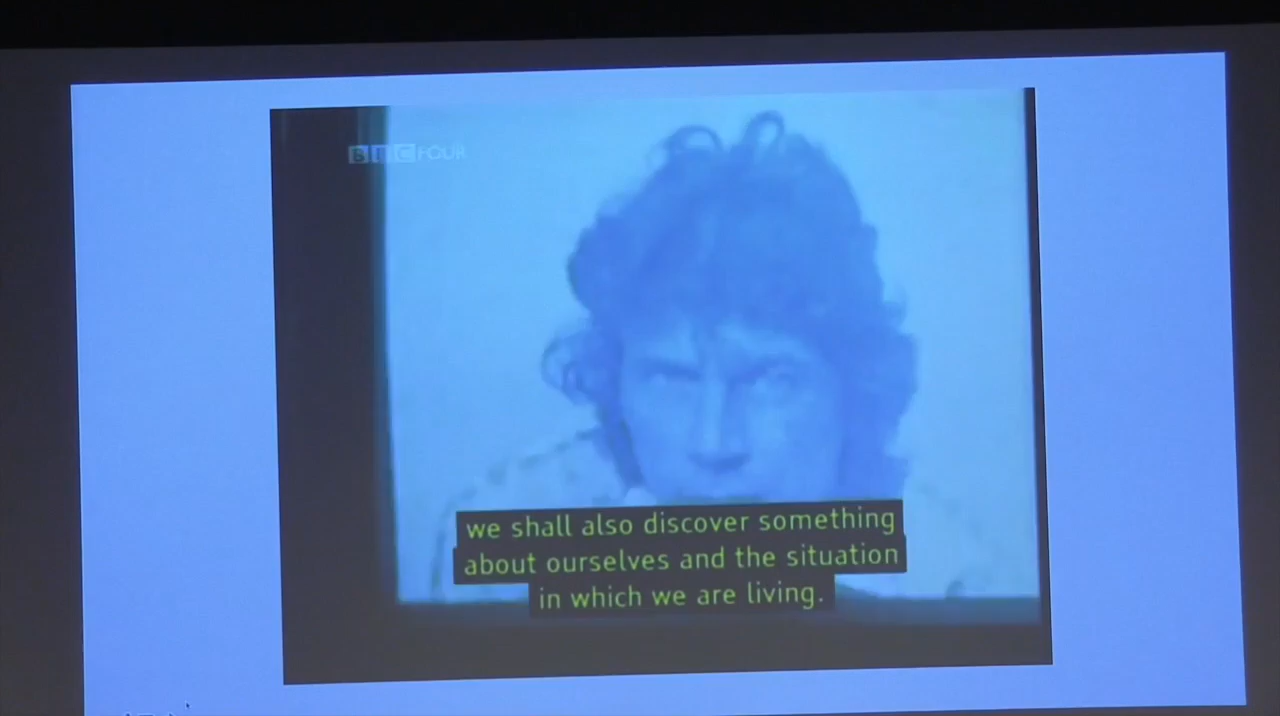 BBC FOUR
we shall also discover something
about ourselves and the situation
in which we are living.